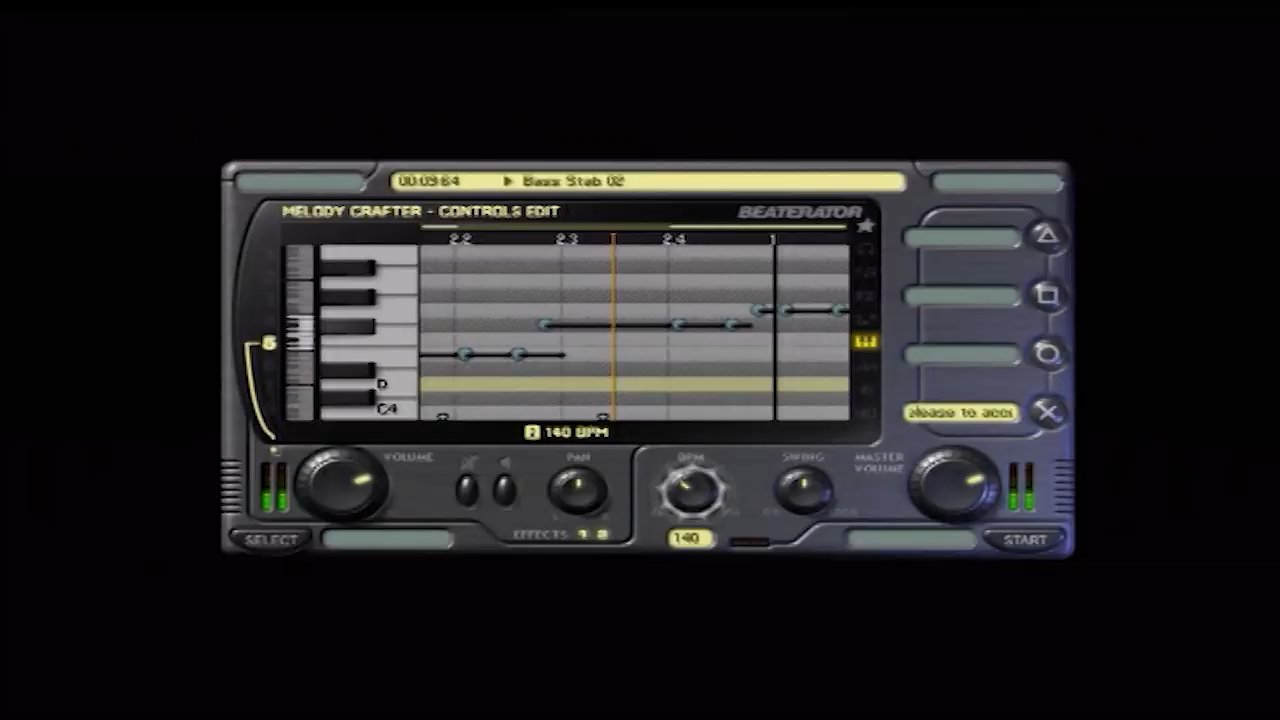 00:03:64 Bass Stab 02
MELODY CRAFTER - CONTROLS EDIT
BEATERATOR
2.2 2.3 2.4 1
5
D
C4
140 BPM
VOLUME
PAN
BPM
SWING
MASTER
VOLUME
EFFECTS
140
SELECT
START